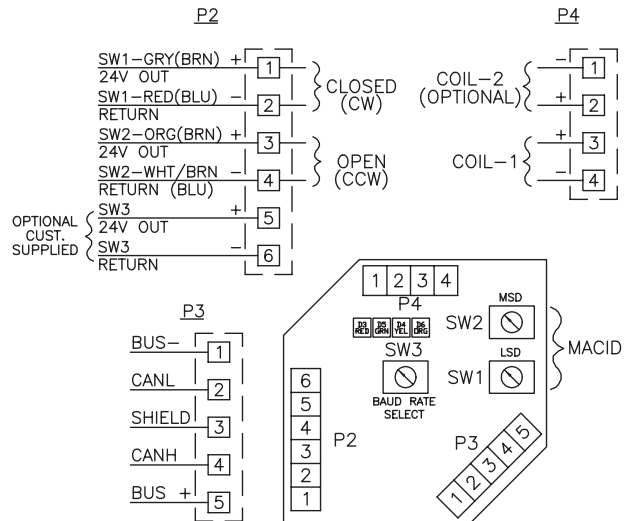 P2
SW1-GRY(BRN) + 1
24V OUT
SW1-RED(BLU) - 2
RETURN
CLOSED
(CW)
SW2-ORG(BRN) + 3
24V OUT
SW2-WHT/BRN - 4
RETURN (BLU)
OPEN
(CCW)
OPTIONAL
CUST.
SUPPLIED
SW3 + 5
24V OUT
SW3 - 6
RETURN
P4
COIL-2
(OPTIONAL)
- 1
+ 2
COIL-1
+ 3
- 4
P3
BUS- 1
CANL 2
SHIELD 3
CANH 4
BUS + 5
1 2 3 4
P4
D3 RED
D5 GRN
D4 YEL
D6 ORG
SW3
BAUD RATE
SELECT
MSD
SW2
LSD
SW1
MACID
6
5
4
3
2
1
P2
P3
1 2 3 4 5